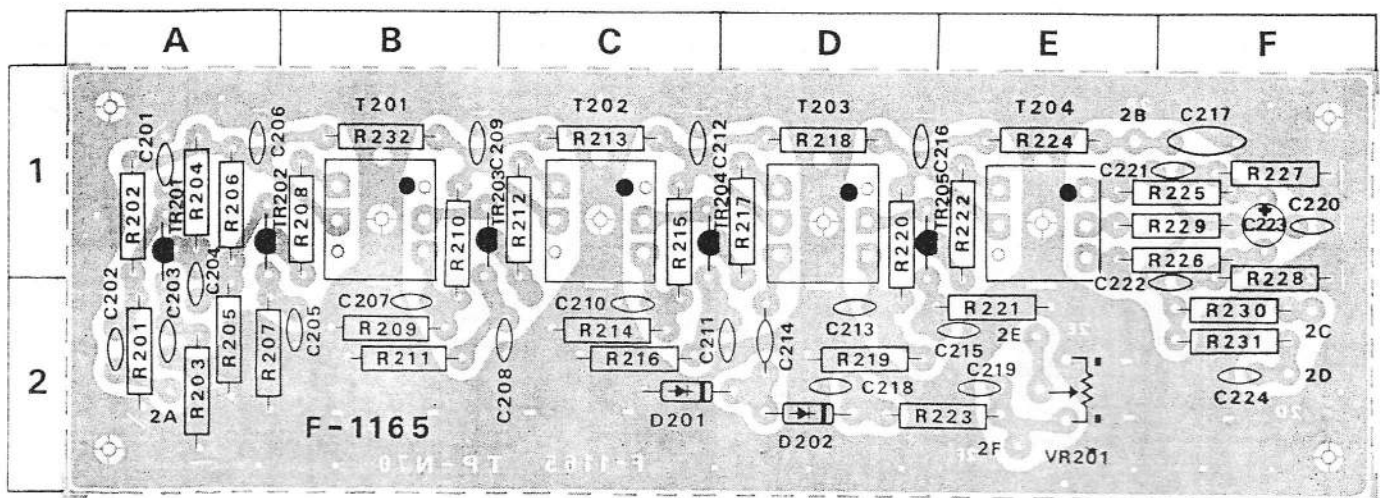 A B C D E F
1
2
T201 T202 T203 T204 2B C217
C201 C206 R232 C209 R213 C212 R218 C216 R224
C221 R227
R202 TR201 R204 R206 TR202 R208 TR203 R212 TR204 R217 TR205 R222 R225
R210 R215 R220 R229 +C223 C220
R226
C202 C203 C204 C222 R228
C207 C210 C213 R221 R230
R201 R205 R207 C205 R209 R214 C211 C214 C215 2E R231 2C
R203 R211 R216 R219
C208 C218 C219 2D
2A D201 R223 C224
F-1165 D202 2F VR201
F-1165 TP-N70
2E
2D
2F